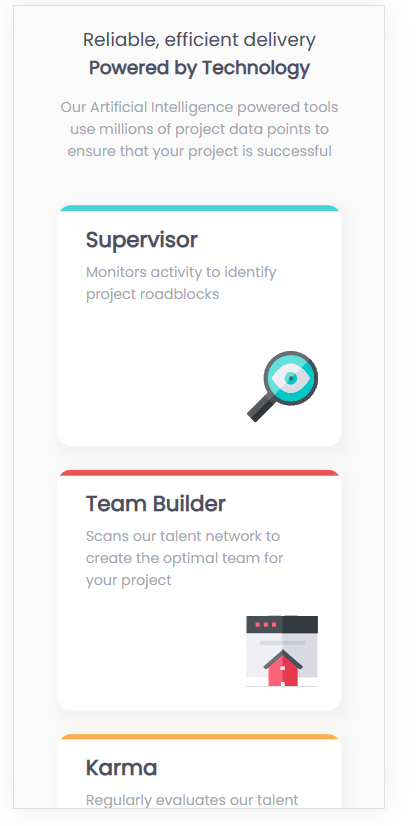 Reliable, efficient delivery
Powered by Technology
Our Artificial Intelligence powered tools
use millions of project data points to
ensure that your project is successful
Supervisor
Monitors activity to identify
project roadblocks
Team Builder
Scans our talent network to
create the optimal team for
your project
Karma
Regularly evaluates our talent